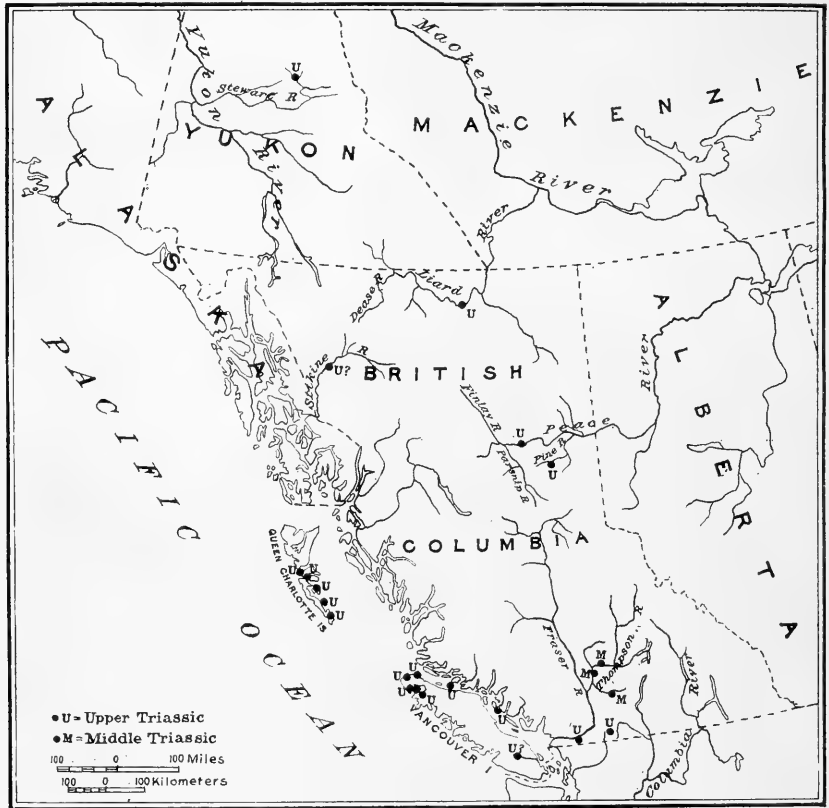 Yukon River
U
Stewart R
Mackenzie River
MACKENZIE
YUKON
ALASKA
River
Liard
Dease R
U
ALBERTA
Stikine R
U?
BRITISH
River
Finlay R
Peace
U
Pine R
U
Parsnip R
PACIFIC
COLUMBIA
QUEEN CHARLOTTE IS
U
U
U
U
U
OCEAN
Fraser R
Thompson R
M
M
M
River
Columbia
U
U
U
U
U
U
U
U
U
U?
VANCOUVER I
• U = Upper Triassic
• M = Middle Triassic
100 0 100 Miles
100 0 100 Kilometers